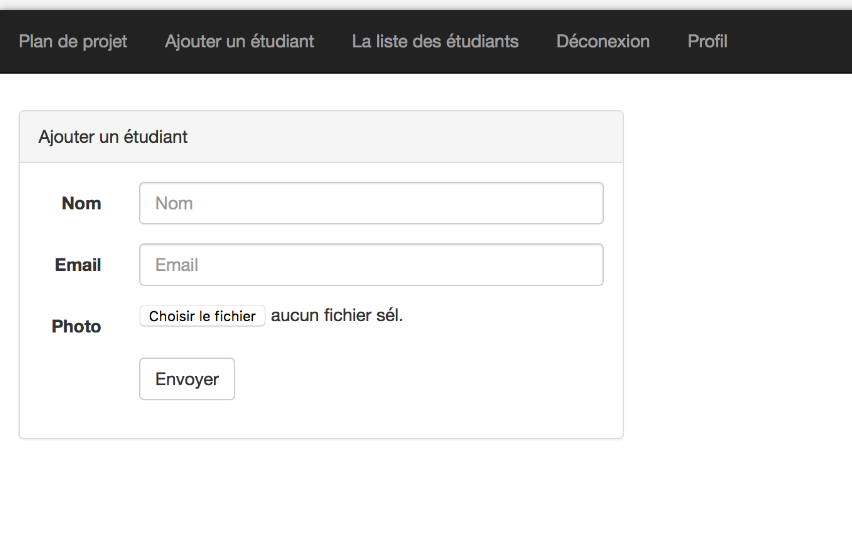 Plan de projet Ajouter un étudiant La liste des étudiants Déconexion Profil
Ajouter un étudiant
Nom Nom
Email Email
Photo Choisir le fichier aucun fichier sél.
Envoyer